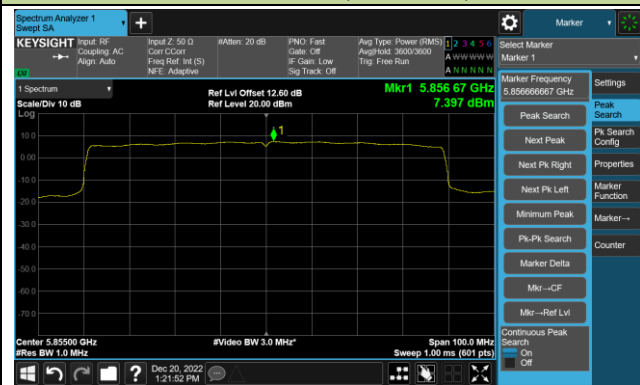 Spectrum Analyzer 1
Swept SA
Marker
KEYSIGHT
Input: RF
Coupling: AC
Align: Auto
Input Z: 50 Ω
Corr CCorr
Freq Ref: Int (S)
NFE: Adaptive
#Atten: 20 dB
PNO: Fast
Gate: Off
IF Gain: Low
Sig Track: Off
Avg Type: Power (RMS)
Avg|Hold: 3600/3600
Trig: Free Run
1 2 3 4 5 6
A W W W W W
A N N N N N
Select Marker
Marker 1
LXI
1 Spectrum
Scale/Div 10 dB
Log
Ref Lvl Offset 12.60 dB
Ref Level 20.00 dBm
Mkr1 5.856 67 GHz
7.397 dBm
1
10.0
0.00
-10.0
-20.0
-30.0
-40.0
-50.0
-60.0
-70.0
Center 5.85500 GHz
#Res BW 1.0 MHz
#Video BW 3.0 MHz*
Span 100.0 MHz
Sweep 1.00 ms (601 pts)
Marker Frequency
5.856666667 GHz
Peak Search
Next Peak
Next Pk Right
Next Pk Left
Minimum Peak
Pk-Pk Search
Marker Delta
Mkr→CF
Mkr→Ref Lvl
Continuous Peak
Search
On
Off
Settings
Peak
Search
Pk Search
Config
Properties
Marker
Function
Marker→
Counter
Dec 20, 2022
1:21:52 PM